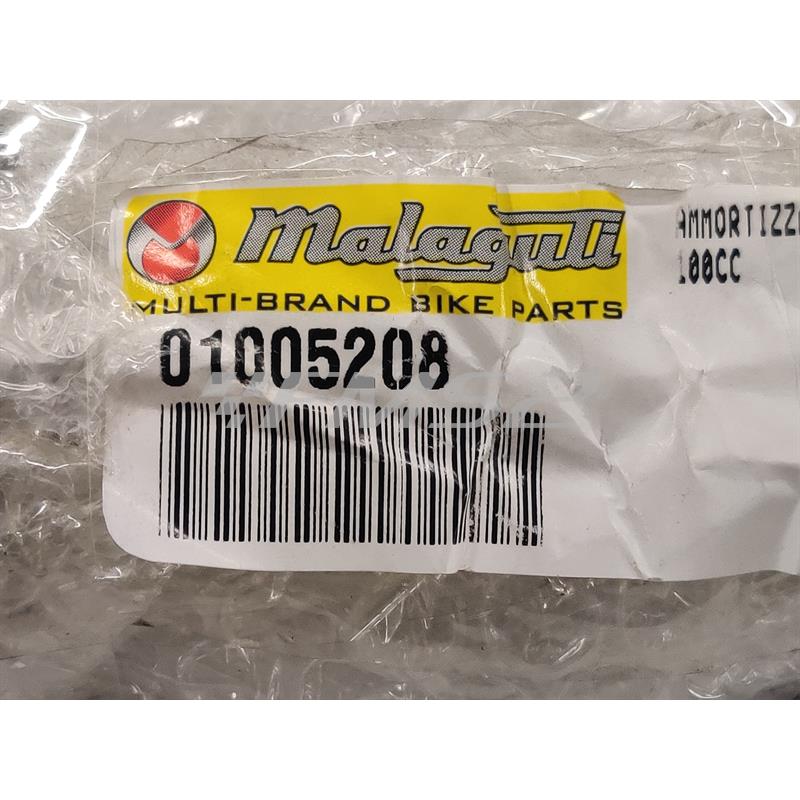 malaguti
MULTI-BRAND BIKE PARTS
01005208
AMMORTIZZ
100CC